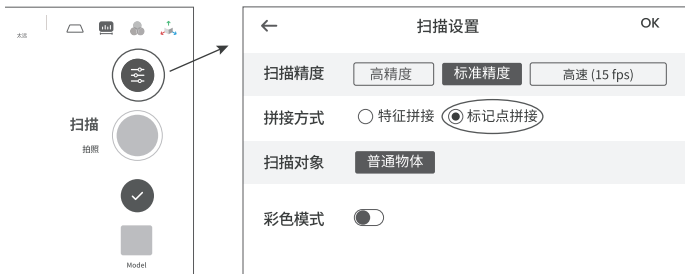 太远
扫描
拍照
Model
扫描设置
OK
扫描精度 高精度 标准精度 高速 (15 fps)
拼接方式 特征拼接 标记点拼接
扫描对象 普通物体
彩色模式